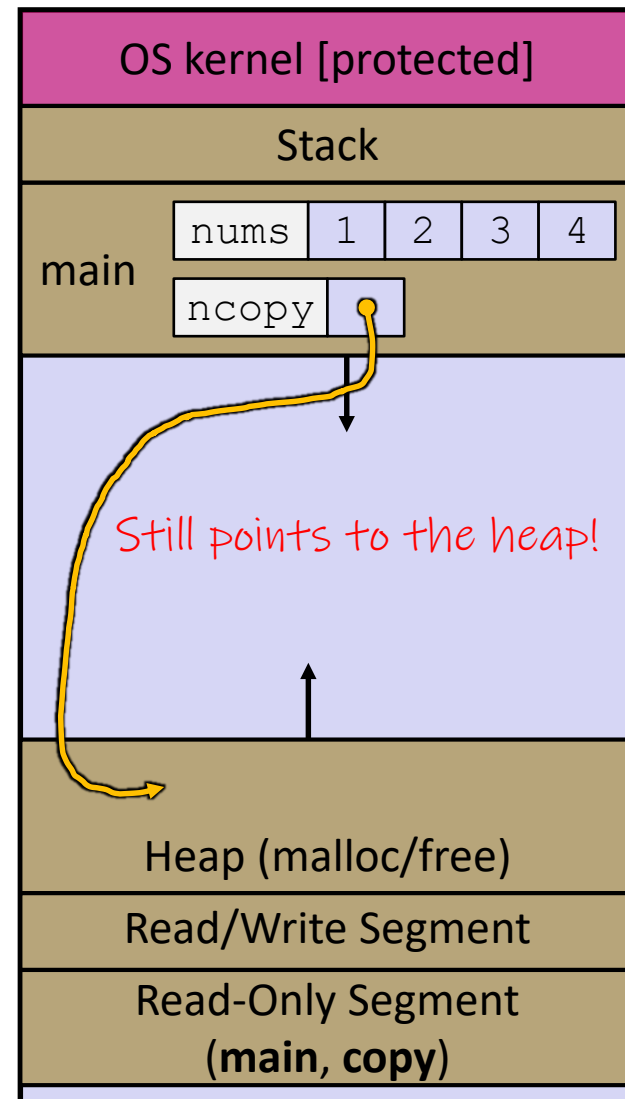 OS kernel [protected]
Stack
main
nums 1 2 3 4
ncopy
Still points to the heap!
Heap (malloc/free)
Read/Write Segment
Read-Only Segment
(main, copy)